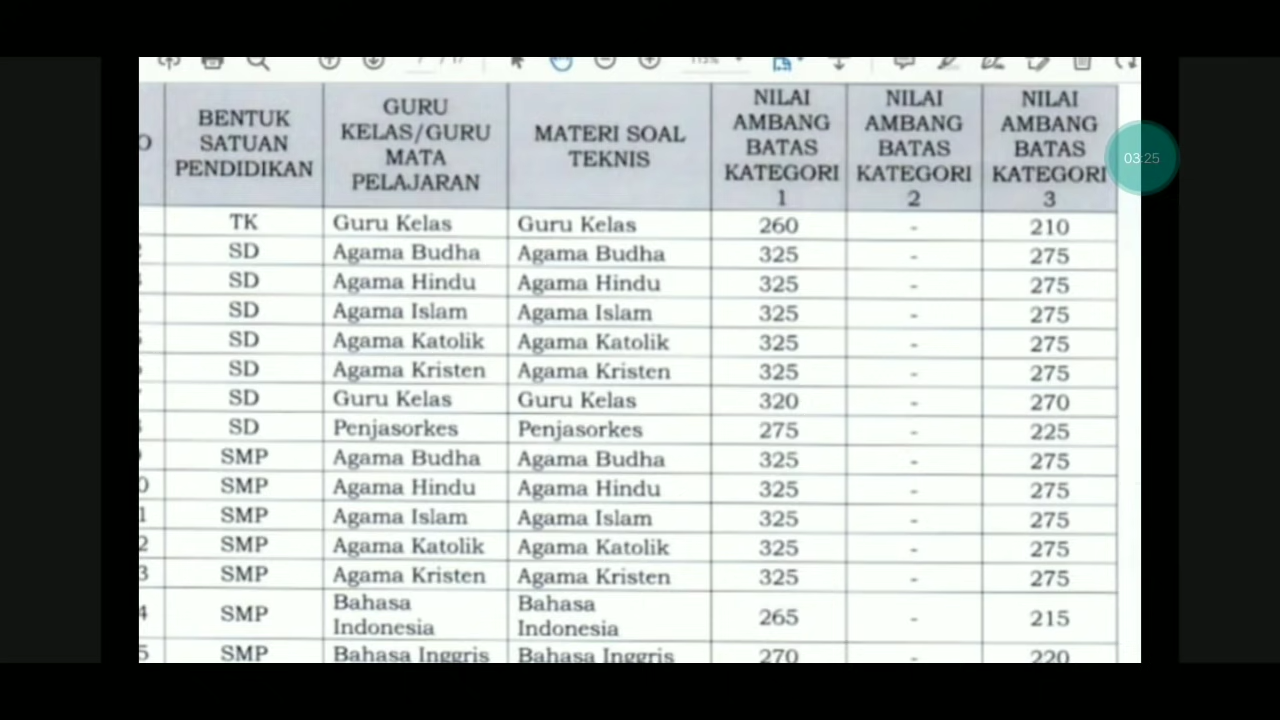 O BENTUK SATUAN PENDIDIKAN GURU KELAS/GURU MATA PELAJARAN MATERI SOAL TEKNIS NILAI AMBANG BATAS KATEGORI 1 NILAI AMBANG BATAS KATEGORI 2 NILAI AMBANG BATAS KATEGORI 3
03:25
TK Guru Kelas Guru Kelas 260 - 210
SD Agama Budha Agama Budha 325 - 275
SD Agama Hindu Agama Hindu 325 - 275
SD Agama Islam Agama Islam 325 - 275
SD Agama Katolik Agama Katolik 325 - 275
SD Agama Kristen Agama Kristen 325 - 275
SD Guru Kelas Guru Kelas 320 - 270
SD Penjasorkes Penjasorkes 275 - 225
SMP Agama Budha Agama Budha 325 - 275
0 SMP Agama Hindu Agama Hindu 325 - 275
1 SMP Agama Islam Agama Islam 325 - 275
2 SMP Agama Katolik Agama Katolik 325 - 275
3 SMP Agama Kristen Agama Kristen 325 - 275
4 SMP Bahasa Indonesia Bahasa Indonesia 265 - 215
5 SMP Bahasa Inggris Bahasa Inggris 270 - 220